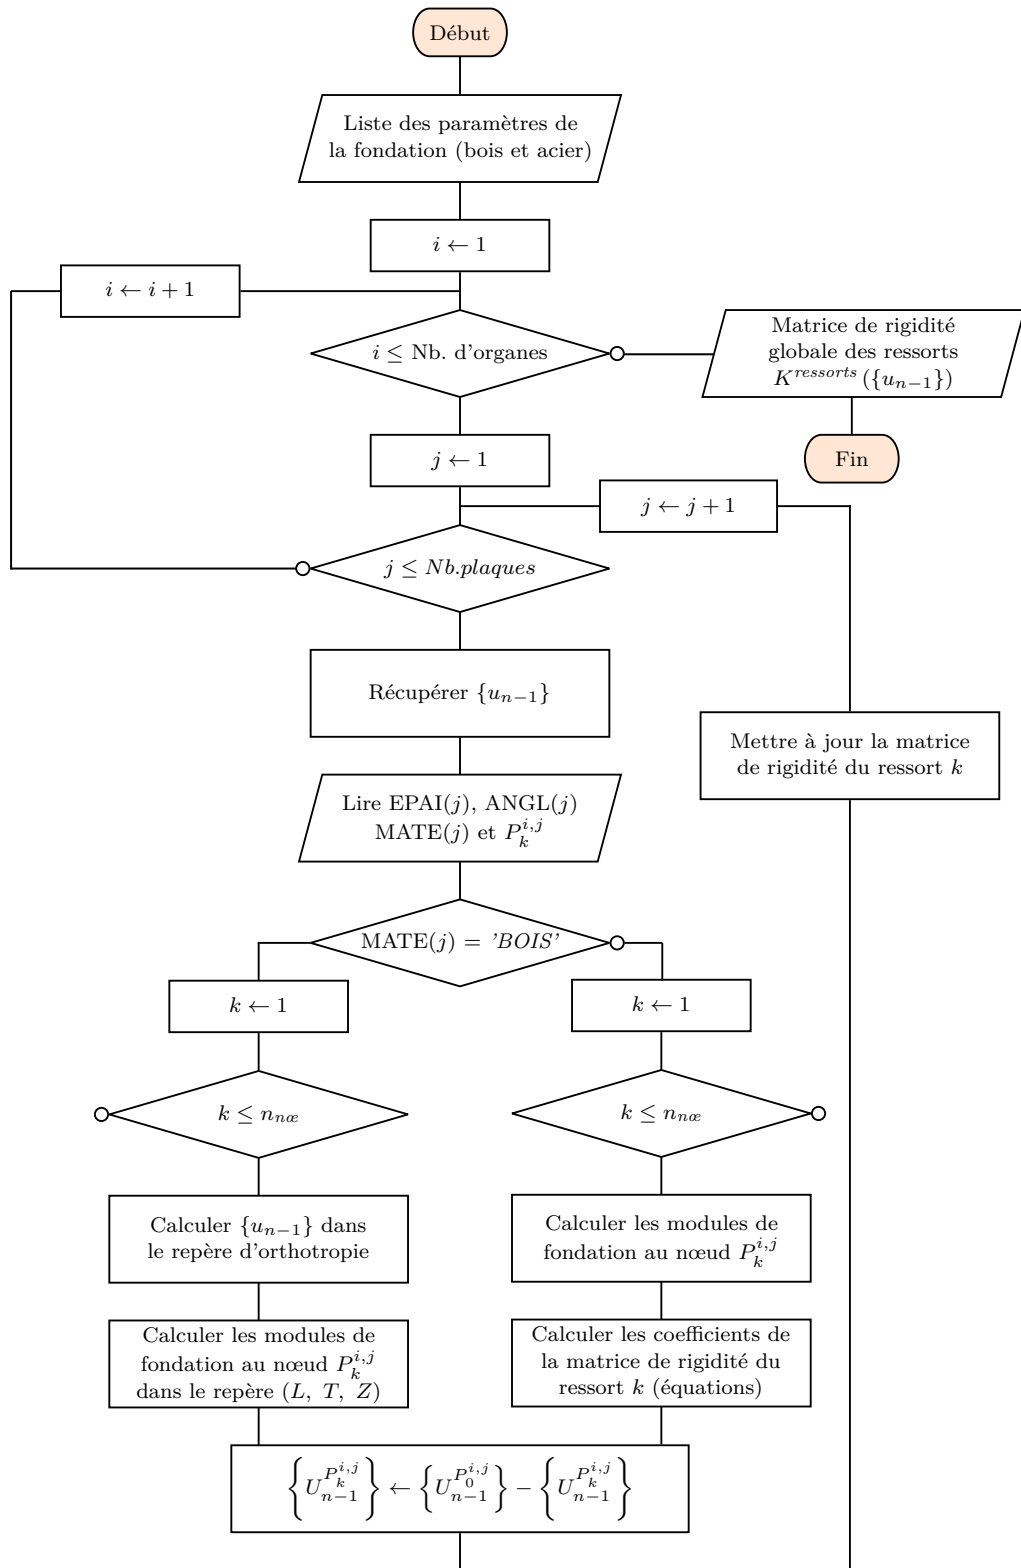 Début
Liste des paramètres de
la fondation (bois et acier)
i ← 1
i ← i + 1
i ≤ Nb. d'organes
Matrice de rigidité
globale des ressorts
K^{ressorts} ({u_{n−1}})
Fin
j ← 1
j ← j + 1
j ≤ Nb.plaques
Récupérer {u_{n−1}}
Mettre à jour la matrice
de rigidité du ressort k
Lire EPAI(j), ANGL(j)
MATE(j) et P_k^{i,j}
MATE(j) = 'BOIS'
k ← 1
k ← 1
k ≤ n_{nœ}
k ≤ n_{nœ}
Calculer {u_{n−1}} dans
le repère d'orthotropie
Calculer les modules de
fondation au nœud P_k^{i,j}
Calculer les modules de
fondation au nœud P_k^{i,j}
dans le repère (L, T, Z)
Calculer les coefficients de
la matrice de rigidité du
ressort k (équations)
{U_{n−1}^{P_k^{i,j}}} ← {U_{n−1}^{P_0^{i,j}}} − {U_{n−1}^{P_k^{i,j}}}